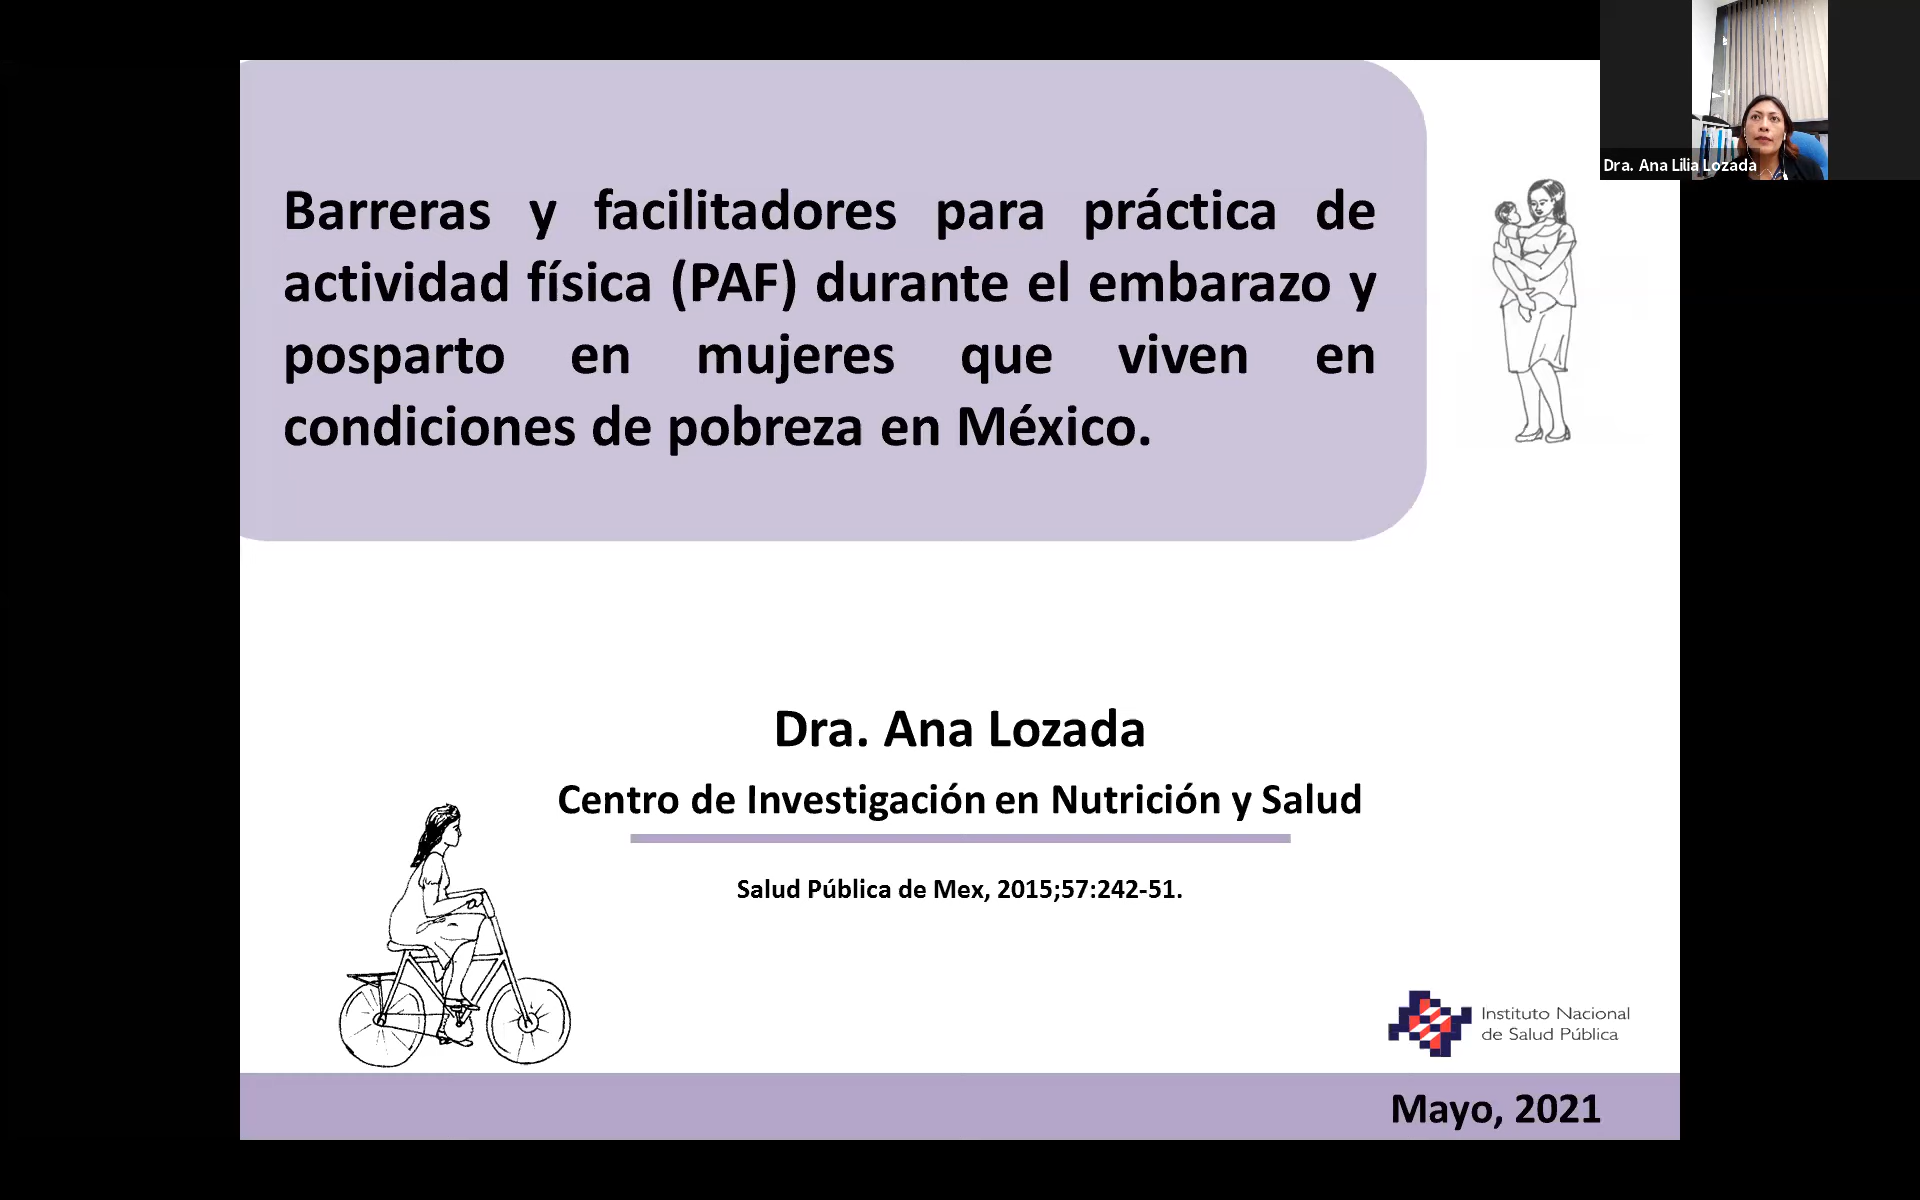 Dra. Ana Lilia Lozada
Barreras y facilitadores para práctica de
actividad física (PAF) durante el embarazo y
posparto en mujeres que viven en
condiciones de pobreza en México.
Dra. Ana Lozada
Centro de Investigación en Nutrición y Salud
Salud Pública de Mex, 2015;57:242-51.
Instituto Nacional
de Salud Pública
Mayo, 2021